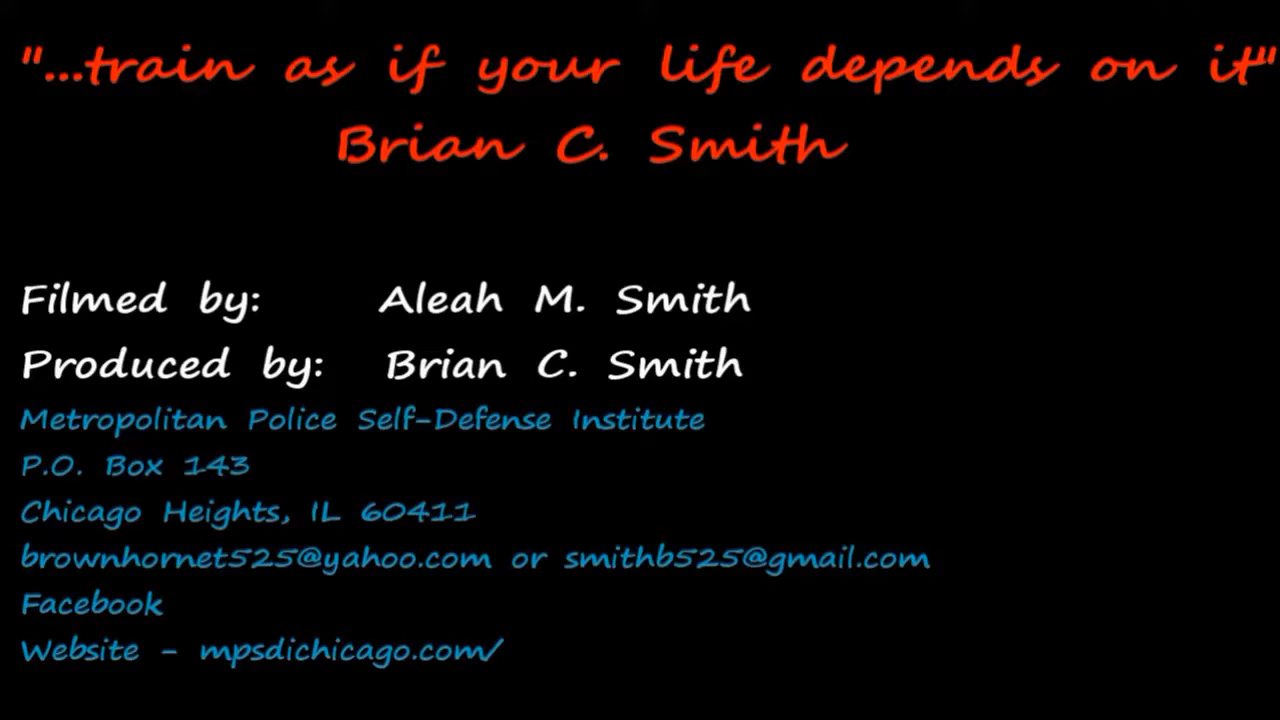 "...train as if your life depends on it"
Brian C. Smith
Filmed by: Aleah M. Smith
Produced by: Brian C. Smith
Metropolitan Police Self-Defense Institute
P.O. Box 143
Chicago Heights, IL 60411
brownhornet525@yahoo.com or smithb525@gmail.com
Facebook
Website - mpsdichicago.com/